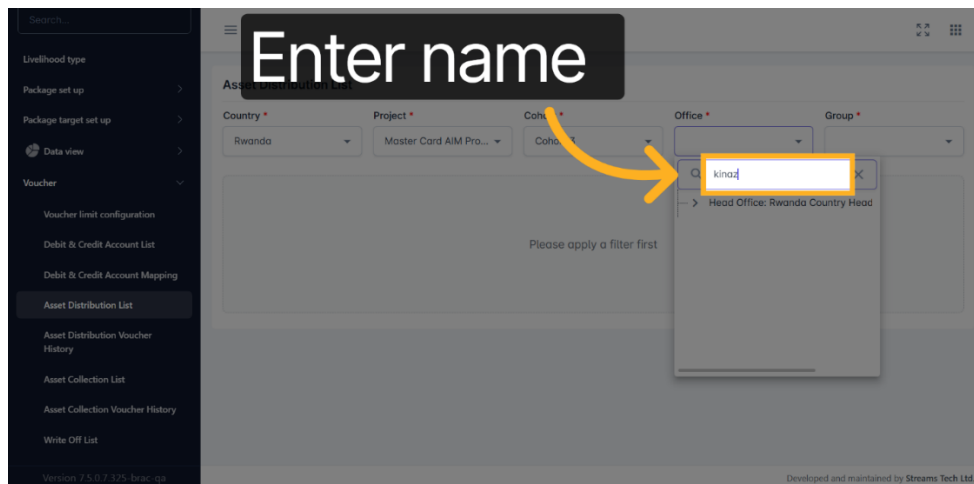 Search...
Livelihood type
Package set up
Package target set up
Data view
Voucher
Voucher limit configuration
Debit & Credit Account List
Debit & Credit Account Mapping
Asset Distribution List
Asset Distribution Voucher
History
Asset Collection List
Asset Collection Voucher History
Write Off List
Version 7.5.0.7.325-brac-qa
Enter name
Asset Distribution List
Country * Project * Cohort * Office * Group *
Rwanda Master Card AIM Pro...
kinaz
Head Office: Rwanda Country Head
Please apply a filter first
Developed and maintained by Streams Tech Ltd